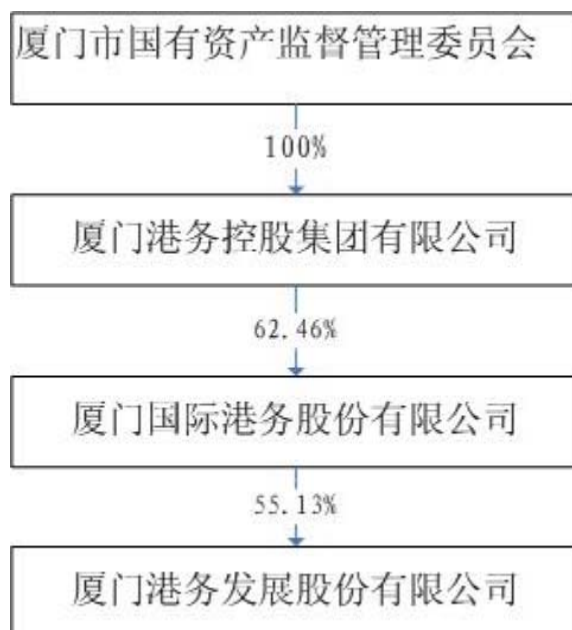 厦门市国有资产监督管理委员会
100%
厦门港务控股集团有限公司
62.46%
厦门国际港务股份有限公司
55.13%
厦门港务发展股份有限公司